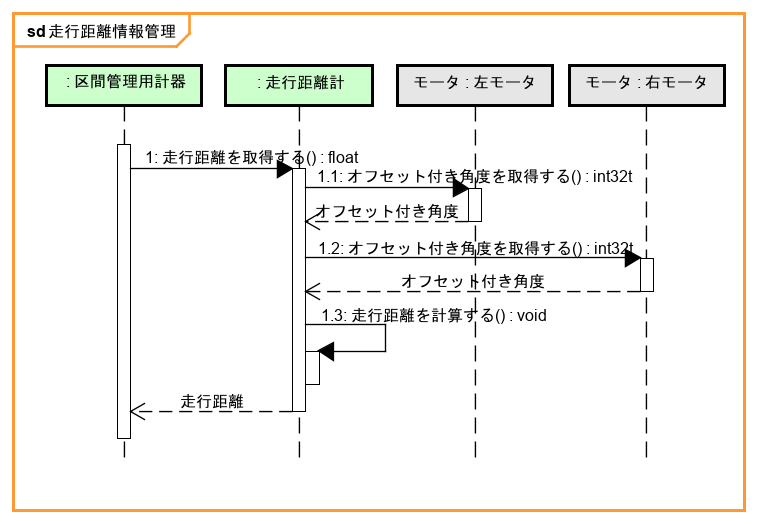 sd 走行距離情報管理
: 区間管理用計器
: 走行距離計
モータ : 左モータ
モータ : 右モータ
1: 走行距離を取得する() : float
1.1: オフセット付き角度を取得する() : int32t
オフセット付き角度
1.2: オフセット付き角度を取得する() : int32t
オフセット付き角度
1.3: 走行距離を計算する() : void
走行距離